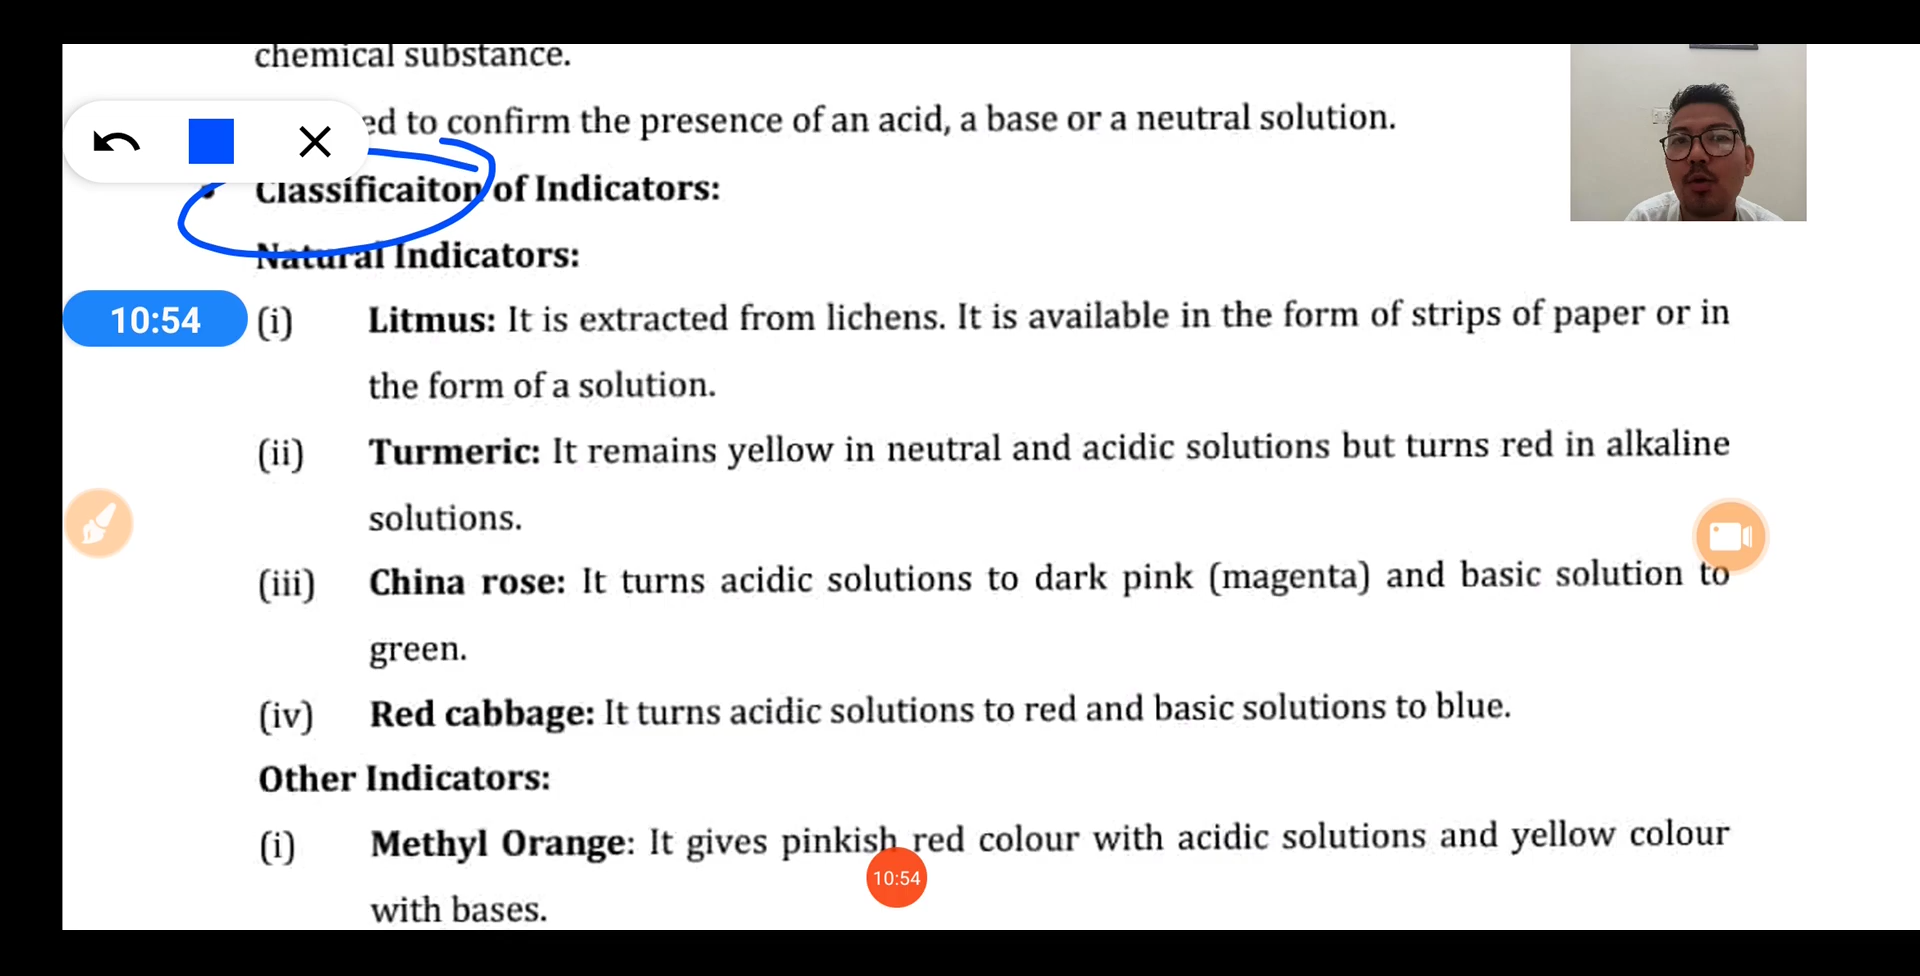 chemical substance.
ed to confirm the presence of an acid, a base or a neutral solution.
Classificaiton of Indicators:
Natural Indicators:
10:54
(i) Litmus: It is extracted from lichens. It is available in the form of strips of paper or in
the form of a solution.
(ii) Turmeric: It remains yellow in neutral and acidic solutions but turns red in alkaline
solutions.
(iii) China rose: It turns acidic solutions to dark pink (magenta) and basic solution to
green.
(iv) Red cabbage: It turns acidic solutions to red and basic solutions to blue.
Other Indicators:
(i) Methyl Orange: It gives pinkish red colour with acidic solutions and yellow colour
10:54
with bases.